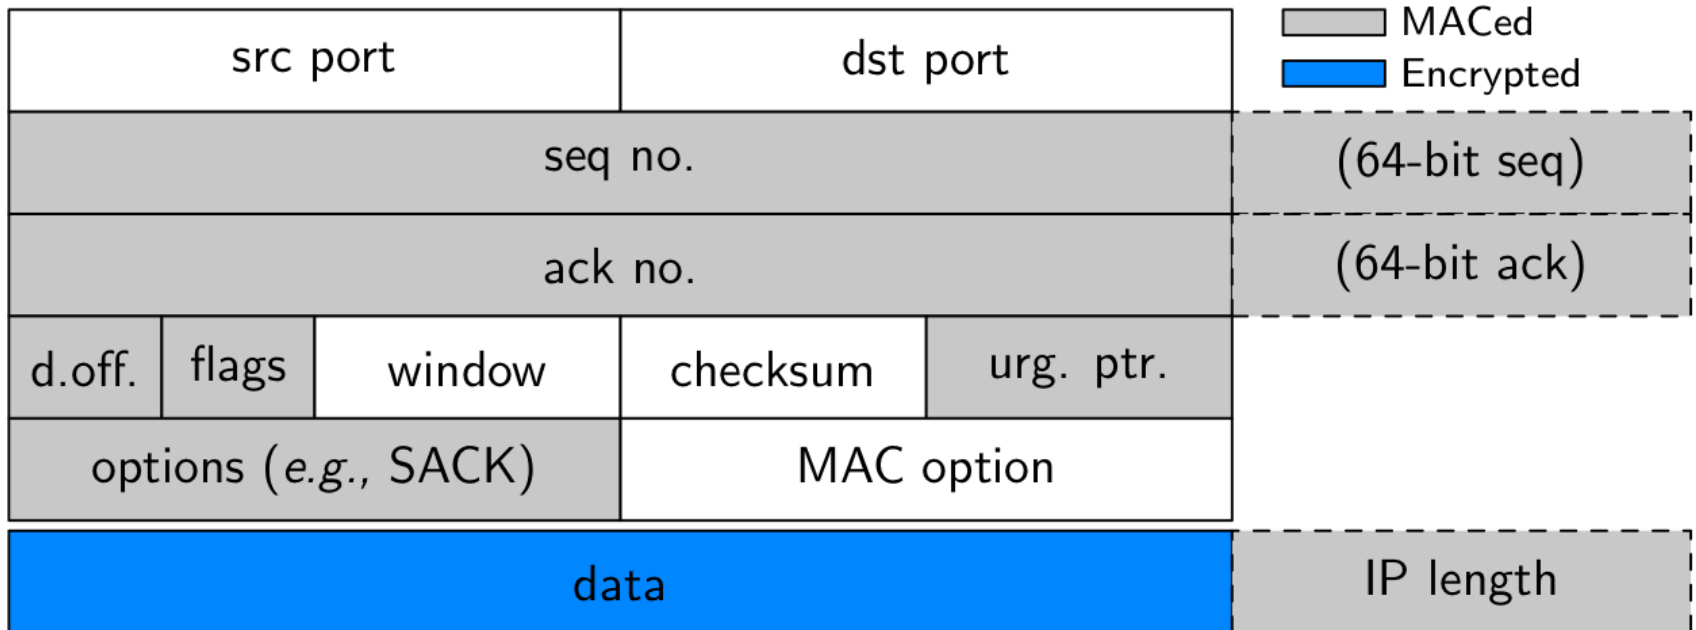 src port
dst port
MACed
Encrypted
seq no.
(64-bit seq)
ack no.
(64-bit ack)
d.off.
flags
window
checksum
urg. ptr.
options (e.g., SACK)
MAC option
data
IP length